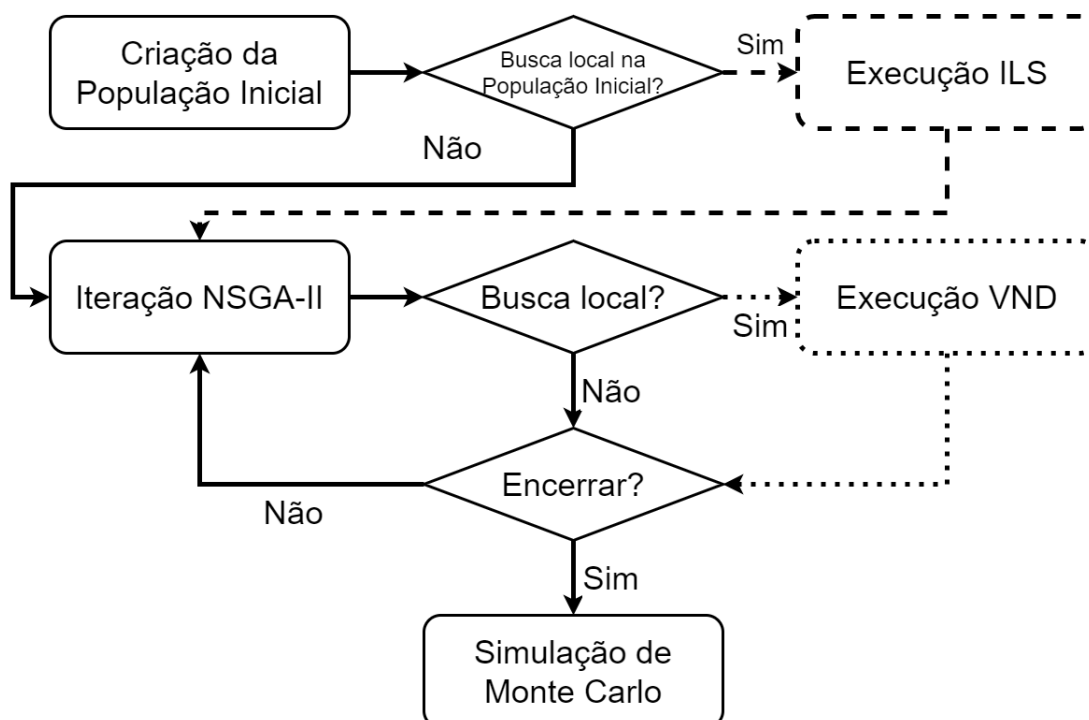 Criação da
População Inicial
Busca local na
População Inicial?
Sim
Execução ILS
Não
Iteração NSGA-II
Busca local?
Sim
Execução VND
Não
Encerrar?
Não
Sim
Simulação de
Monte Carlo